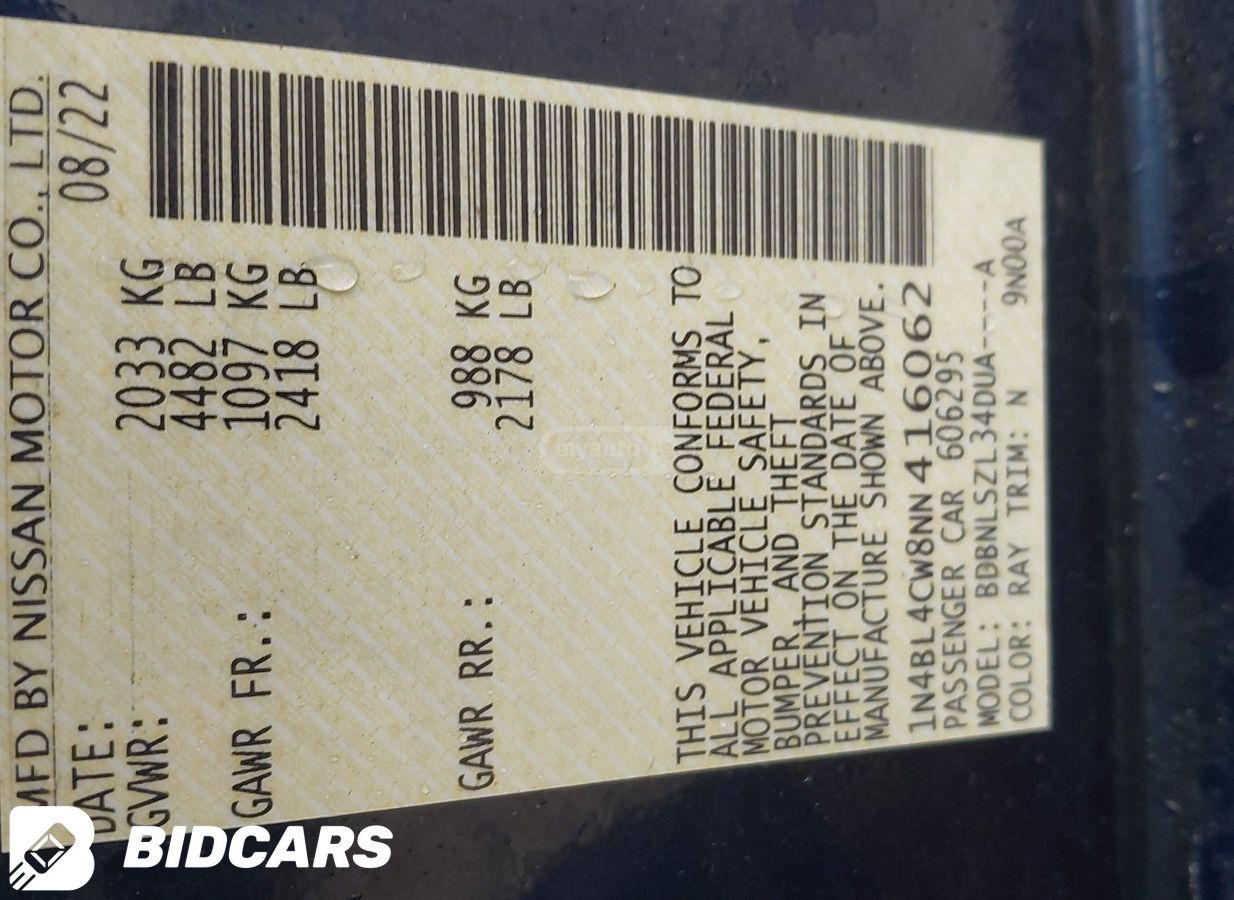 MFD BY NISSAN MOTOR CO., LTD.
DATE: 08/22
GVWR: 2033 KG
4482 LB
GAWR FR.: 1097 KG
2418 LB
GAWR RR.: 988 KG
2178 LB
THIS VEHICLE CONFORMS TO
ALL APPLICABLE FEDERAL
MOTOR VEHICLE SAFETY,
BUMPER, AND THEFT
PREVENTION STANDARDS IN
EFFECT ON THE DATE OF
MANUFACTURE SHOWN ABOVE.
1N4BL4CW8NN416062
PASSENGER CAR 606295
MODEL: BDBNLSZL34DUA----A
COLOR: RAY TRIM: N 9N00A
myauto
BIDCARS